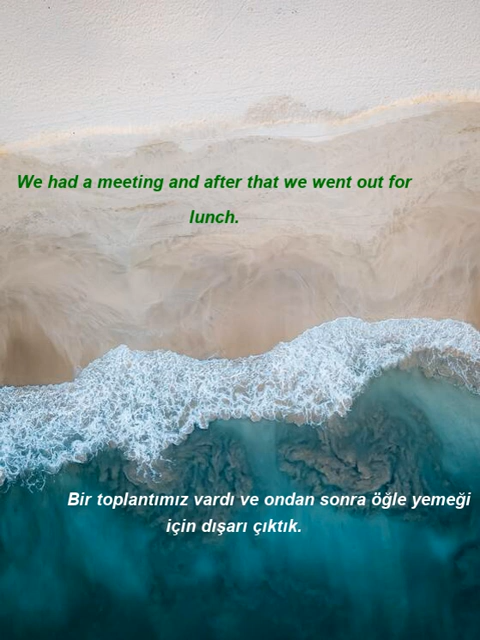 We had a meeting and after that we went out for
lunch.
Bir toplantımız vardı ve ondan sonra öğle yemeği
için dışarı çıktık.